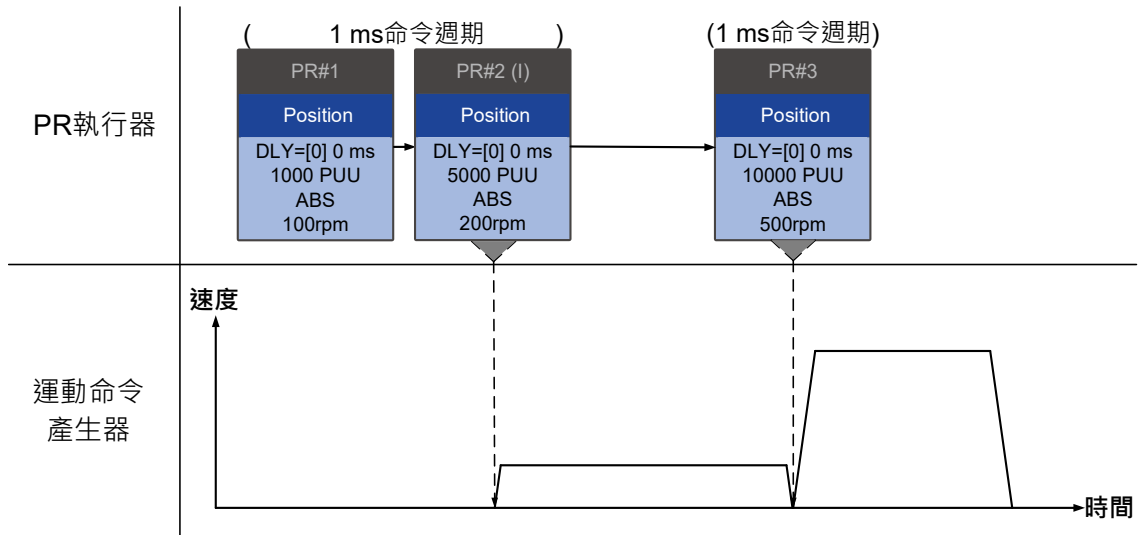 ( 1 ms命令週期 )
(1 ms命令週期)
PR執行器
PR#1
Position
DLY=[0] 0 ms
1000 PUU
ABS
100rpm
PR#2 (I)
Position
DLY=[0] 0 ms
5000 PUU
ABS
200rpm
PR#3
Position
DLY=[0] 0 ms
10000 PUU
ABS
500rpm
運動命令
產生器
速度
時間